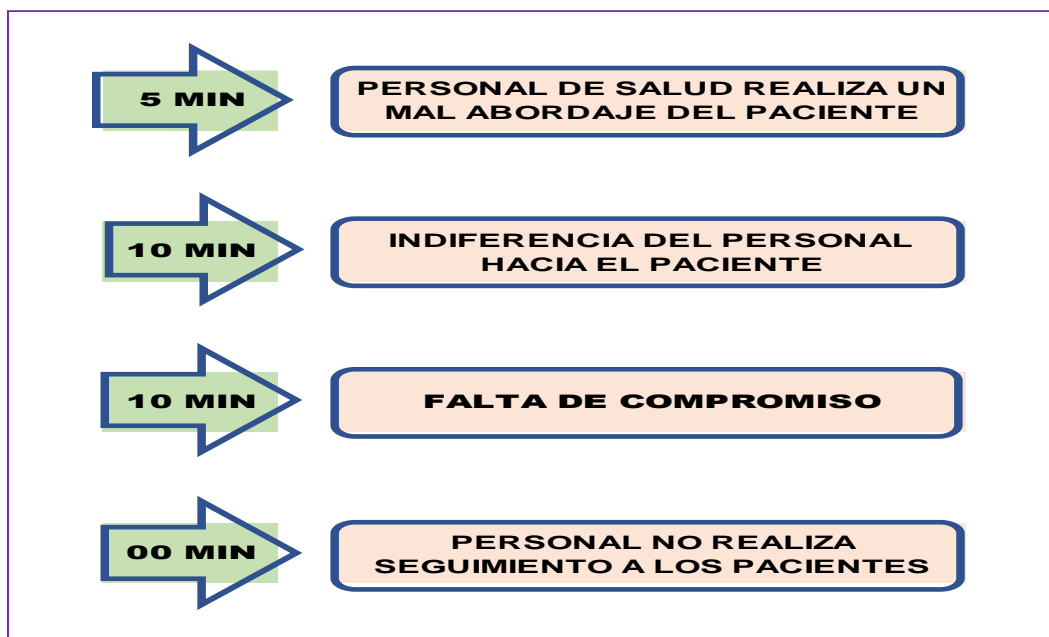 5 MIN
PERSONAL DE SALUD REALIZA UN
MAL ABORDAJE DEL PACIENTE
10 MIN
INDIFERENCIA DEL PERSONAL
HACIA EL PACIENTE
10 MIN
FALTA DE COMPROMISO
00 MIN
PERSONAL NO REALIZA
SEGUIMIENTO A LOS PACIENTES